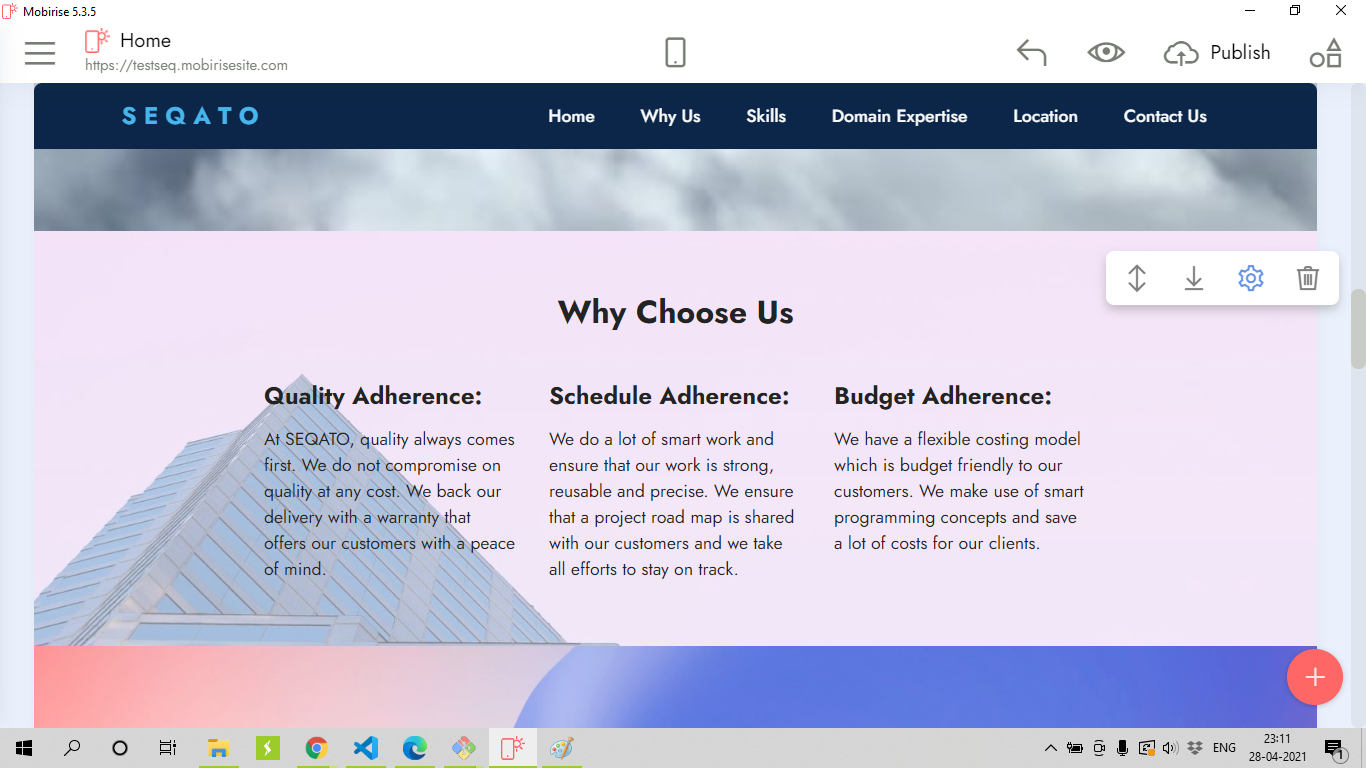 Mobirise 5.3.5
Home
https://testseq.mobirisesite.com
Publish
SEQATO
Home
Why Us
Skills
Domain Expertise
Location
Contact Us
Why Choose Us
Quality Adherence:
At SEQATO, quality always comes
first. We do not compromise on
quality at any cost. We back our
delivery with a warranty that
offers our customers with a peace
of mind.
Schedule Adherence:
We do a lot of smart work and
ensure that our work is strong,
reusable and precise. We ensure
that a project road map is shared
with our customers and we take
all efforts to stay on track.
Budget Adherence:
We have a flexible costing model
which is budget friendly to our
customers. We make use of smart
programming concepts and save
a lot of costs for our clients.
ENG
23:11
28-04-2021
1